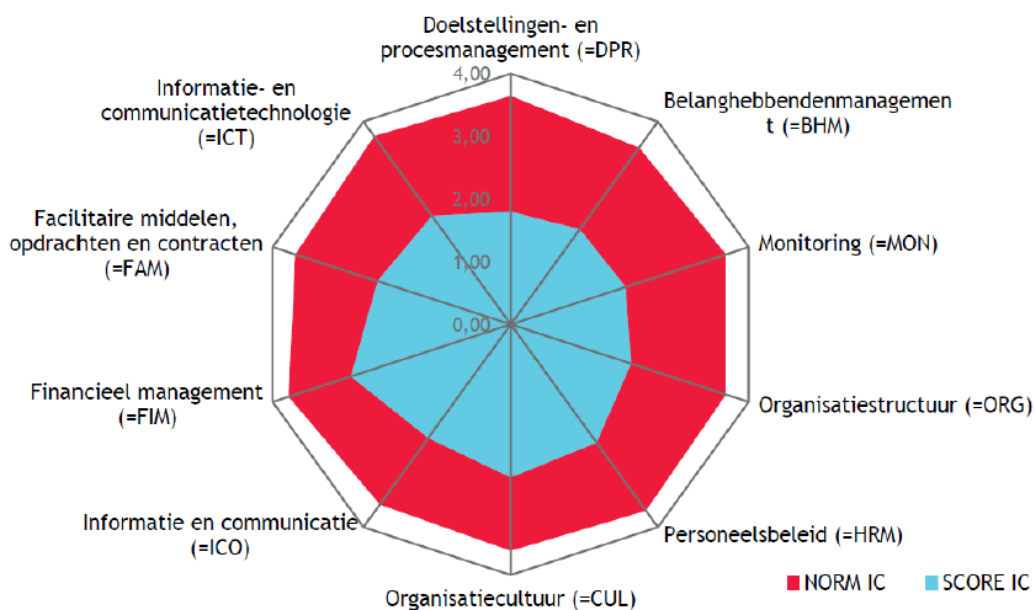 Doelstellingen- en
procesmanagement (=DPR)
4,00
Informatie- en
communicatietechnologie
(=ICT)
Belanghebbendenmanagemen
t (=BHM)
3,00
2,00
Facilitaire middelen,
opdrachten en contracten
(=FAM)
Monitoring (=MON)
1,00
0,00
Financieel management
(=FIM)
Organisatiestructuur (=ORG)
Informatie en communicatie
(=ICO)
Personeelsbeleid (=HRM)
Organisatiecultuur (=CUL)
NORM IC
SCORE IC